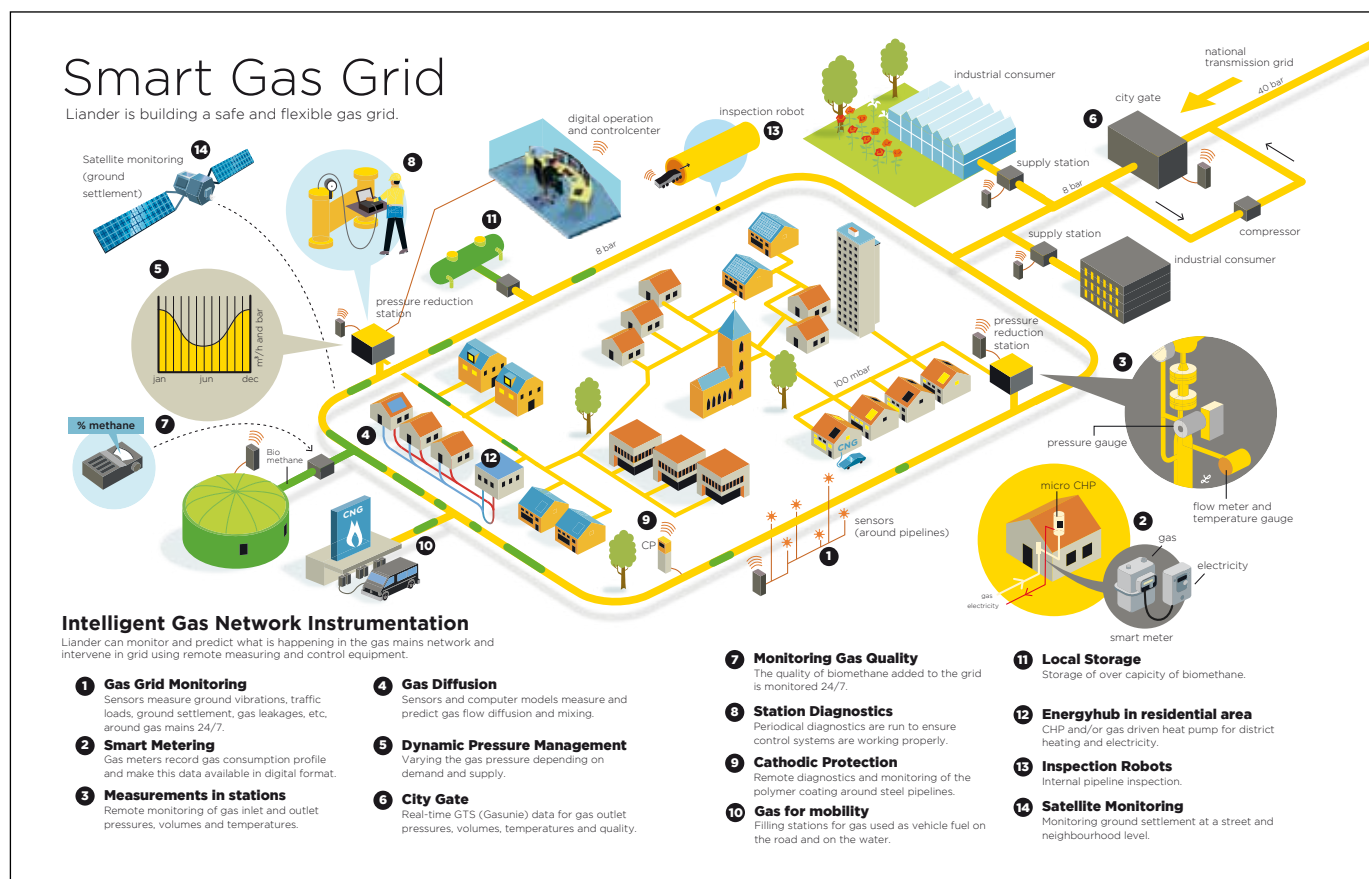 Smart Gas Grid
Liander is building a safe and flexible gas grid.
14
Satellite monitoring
(ground
settlement)
8
digital operation
and controlcenter
inspection robot
13
industrial consumer
national
transmission grid
40 bar
city gate
6
supply station
8 bar
compressor
supply station
industrial consumer
11
8 bar
5
m³/h and bar
jan
jun
dec
pressure reduction
station
pressure
reduction
station
3
100 mbar
pressure gauge
flow meter and
temperature gauge
% methane
7
Bio
methane
4
12
CNG
CNG
10
9
CP
sensors
(around pipelines)
1
micro CHP
2
gas
electricity
gas
electricity
smart meter
Intelligent Gas Network Instrumentation
Liander can monitor and predict what is happening in the gas mains network and
intervene in grid using remote measuring and control equipment.
1 Gas Grid Monitoring
Sensors measure ground vibrations, traffic
loads, ground settlement, gas leakages, etc,
around gas mains 24/7.
2 Smart Metering
Gas meters record gas consumption profile
and make this data available in digital format.
3 Measurements in stations
Remote monitoring of gas inlet and outlet
pressures, volumes and temperatures.
4 Gas Diffusion
Sensors and computer models measure and
predict gas flow diffusion and mixing.
5 Dynamic Pressure Management
Varying the gas pressure depending on
demand and supply.
6 City Gate
Real-time GTS (Gasunie) data for gas outlet
pressures, volumes, temperatures and quality.
7 Monitoring Gas Quality
The quality of biomethane added to the grid
is monitored 24/7.
8 Station Diagnostics
Periodical diagnostics are run to ensure
control systems are working properly.
9 Cathodic Protection
Remote diagnostics and monitoring of the
polymer coating around steel pipelines.
10 Gas for mobility
Filling stations for gas used as vehicle fuel on
the road and on the water.
11 Local Storage
Storage of over capicity of biomethane.
12 Energyhub in residential area
CHP and/or gas driven heat pump for district
heating and electricity.
13 Inspection Robots
Internal pipeline inspection.
14 Satellite Monitoring
Monitoring ground settlement at a street and
neighbourhood level.